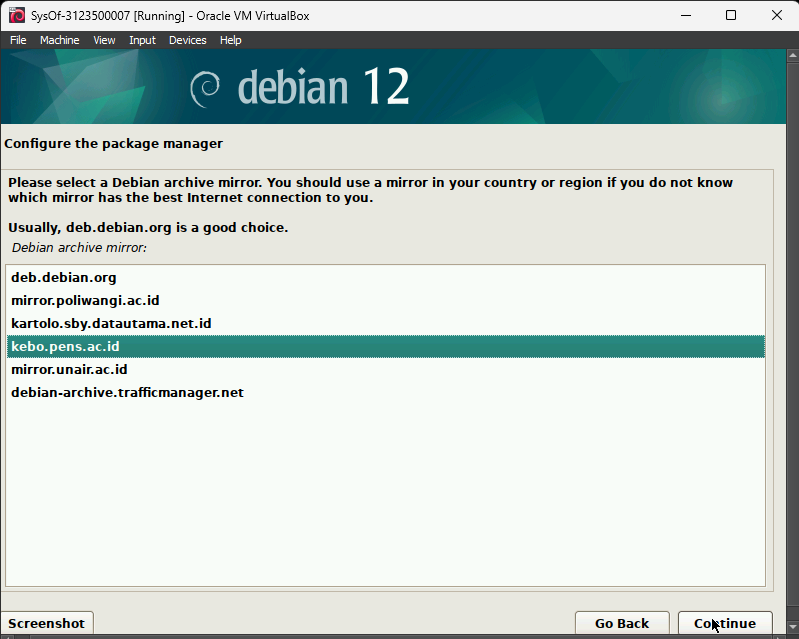 SysOf-3123500007 [Running] - Oracle VM VirtualBox
File Machine View Input Devices Help
debian 12
Configure the package manager
Please select a Debian archive mirror. You should use a mirror in your country or region if you do not know
which mirror has the best Internet connection to you.
Usually, deb.debian.org is a good choice.
Debian archive mirror:
deb.debian.org
mirror.poliwangi.ac.id
kartolo.sby.datautama.net.id
kebo.pens.ac.id
mirror.unair.ac.id
debian-archive.trafficmanager.net
Screenshot Go Back Continue